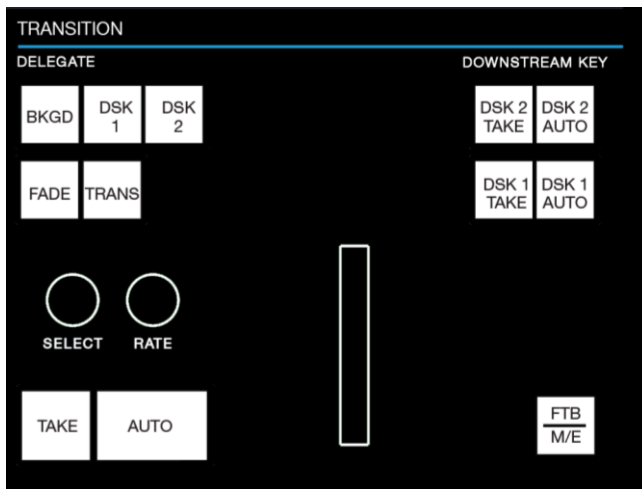 TRANSITION
DELEGATE
DOWNSTREAM KEY
BKGD
DSK
1
DSK
2
DSK 2
TAKE
DSK 2
AUTO
FADE
TRANS
DSK 1
TAKE
DSK 1
AUTO
SELECT
RATE
TAKE
AUTO
FTB
M/E